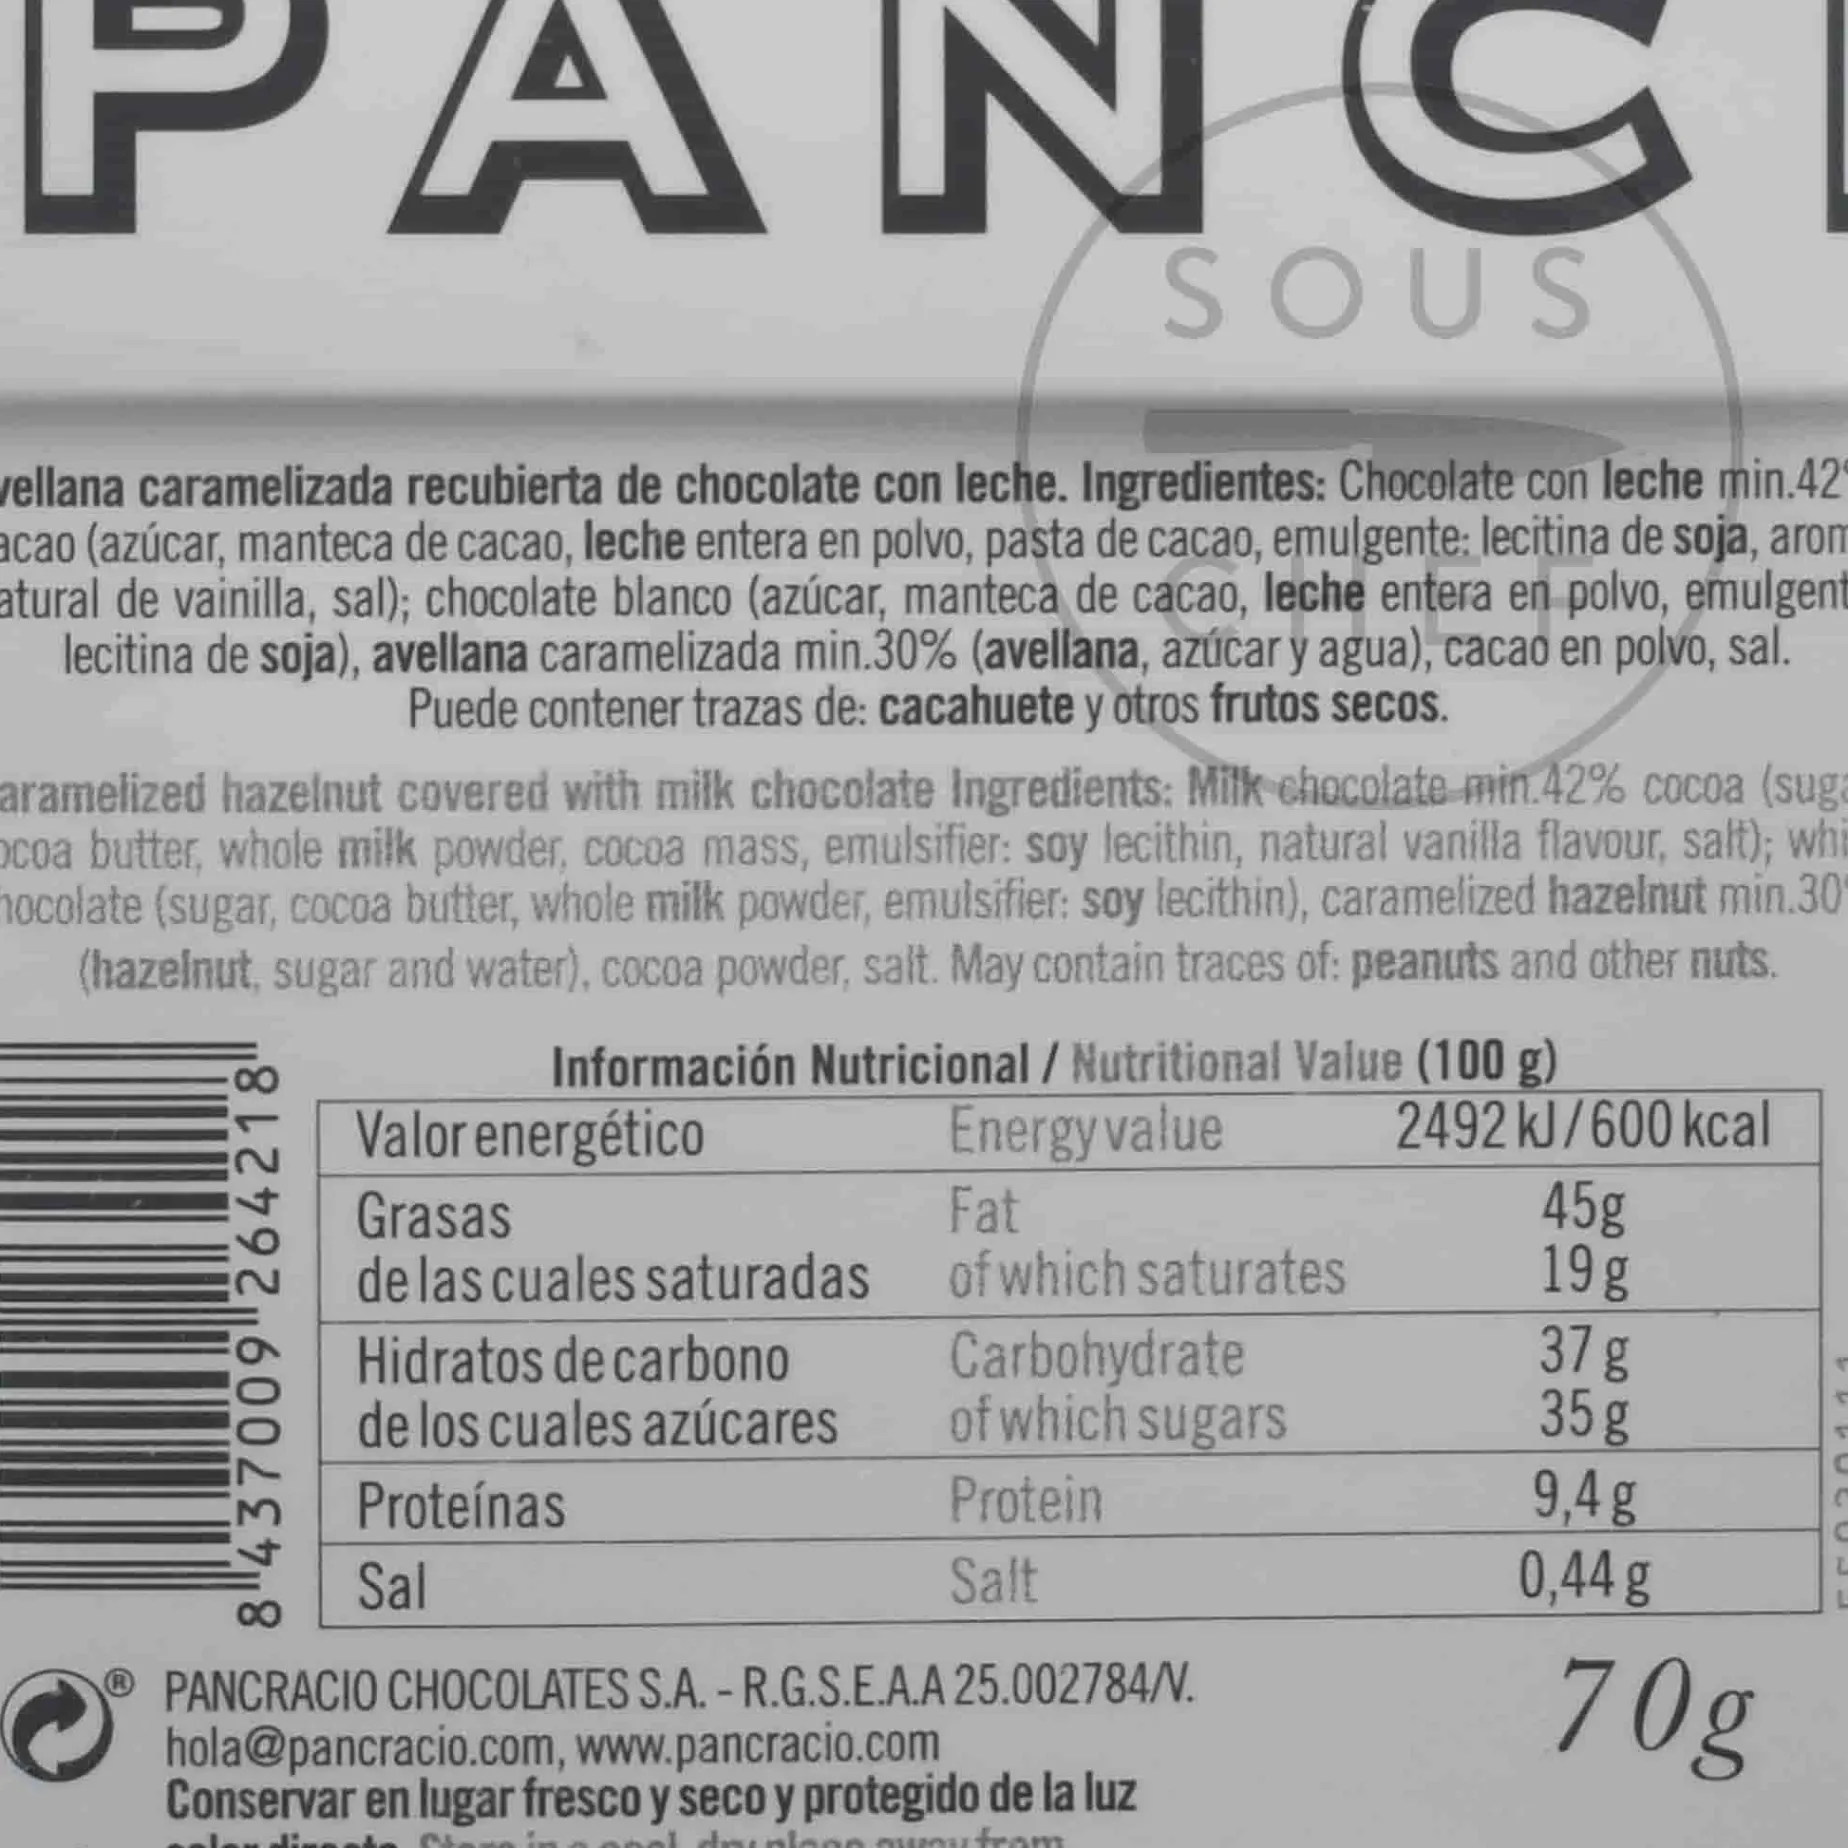 PANC
SOUS
CHEF
vellana caramelizada recubierta de chocolate con leche. Ingredientes: Chocolate con leche min.42%
acao (azúcar, manteca de cacao, leche entera en polvo, pasta de cacao, emulgente: lecitina de soja, arom
atural de vainilla, sal); chocolate blanco (azúcar, manteca de cacao, leche entera en polvo, emulgent
lecitina de soja), avellana caramelizada min.30% (avellana, azúcar y agua), cacao en polvo, sal.
Puede contener trazas de: cacahuete y otros frutos secos.
aramelized hazelnut covered with milk chocolate Ingredients: Milk chocolate min.42% cocoa (suga
ocoa butter, whole milk powder, cocoa mass, emulsifier: soy lecithin, natural vanilla flavour, salt); whi
hocolate (sugar, cocoa butter, whole milk powder, emulsifier: soy lecithin), caramelized hazelnut min.30%
(hazelnut, sugar and water), cocoa powder, salt. May contain traces of: peanuts and other nuts.
Información Nutricional / Nutritional Value (100 g)
Valor energético Energy value 2492 kJ/600 kcal
Grasas Fat 45g
de las cuales saturadas of which saturates 19 g
Hidratos de carbono Carbohydrate 37 g
de los cuales azúcares of which sugars 35 g
Proteínas Protein 9,4 g
Sal Salt 0,44 g
8 437009 264218
PANCRACIO CHOCOLATES S.A. - R.G.S.E.A.A 25.002784/V.
hola@pancracio.com, www.pancracio.com
Conservar en lugar fresco y seco y protegido de la luz
70g